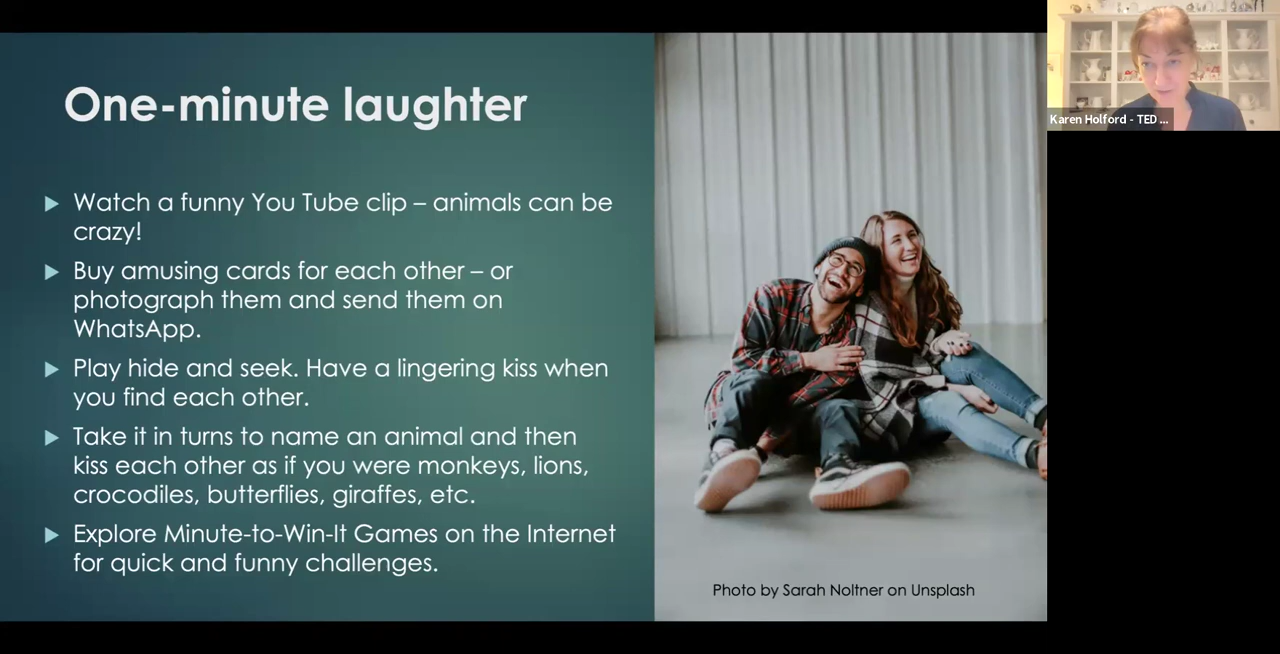 One-minute laughter
Watch a funny You Tube clip – animals can be
crazy!
Buy amusing cards for each other – or
photograph them and send them on
WhatsApp.
Play hide and seek. Have a lingering kiss when
you find each other.
Take it in turns to name an animal and then
kiss each other as if you were monkeys, lions,
crocodiles, butterflies, giraffes, etc.
Explore Minute-to-Win-It Games on the Internet
for quick and funny challenges.
Photo by Sarah Noltner on Unsplash
Karen Holford - TED ...